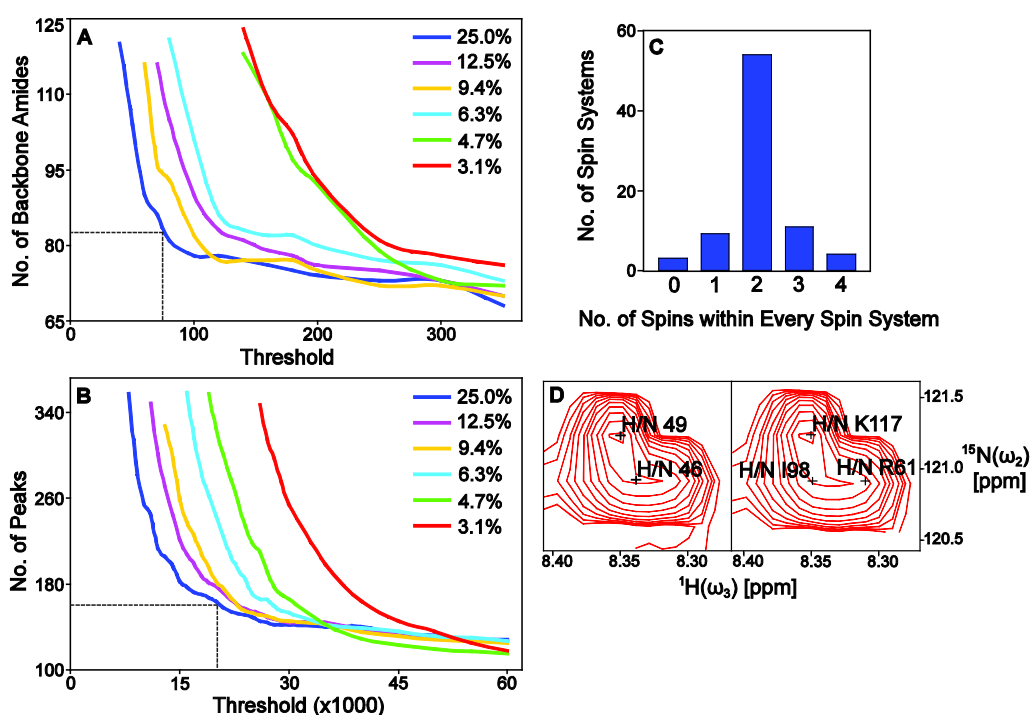 A
125
110
95
80
65
No. of Backbone Amides
0
100
200
300
Threshold
25.0%
12.5%
9.4%
6.3%
4.7%
3.1%
B
340
260
180
100
No. of Peaks
0
15
30
45
60
Threshold (x1000)
25.0%
12.5%
9.4%
6.3%
4.7%
3.1%
C
60
40
20
0
No. of Spin Systems
0
1
2
3
4
No. of Spins within Every Spin System
D
H/N 49
H/N 46
H/N K117
H/N I98
H/N R61
121.5
121.0
120.5
15N(ω2)
[ppm]
8.40
8.35
8.30
8.40
8.35
8.30
1H(ω3) [ppm]